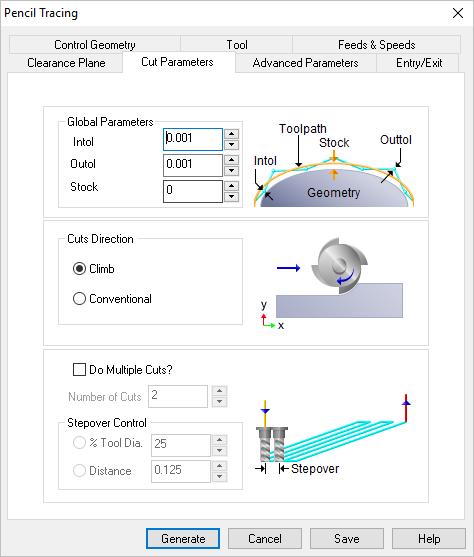 Pencil Tracing
Control Geometry Tool Feeds & Speeds
Clearance Plane Cut Parameters Advanced Parameters Entry/Exit
Global Parameters
Intol 0.001
Outol 0.001
Stock 0
Toolpath
Stock
Outtol
Intol
Geometry
Cuts Direction
Climb
Conventional
y
x
Do Multiple Cuts?
Number of Cuts 2
Stepover Control
% Tool Dia. 25
Distance 0.125
Stepover
Generate Cancel Save Help